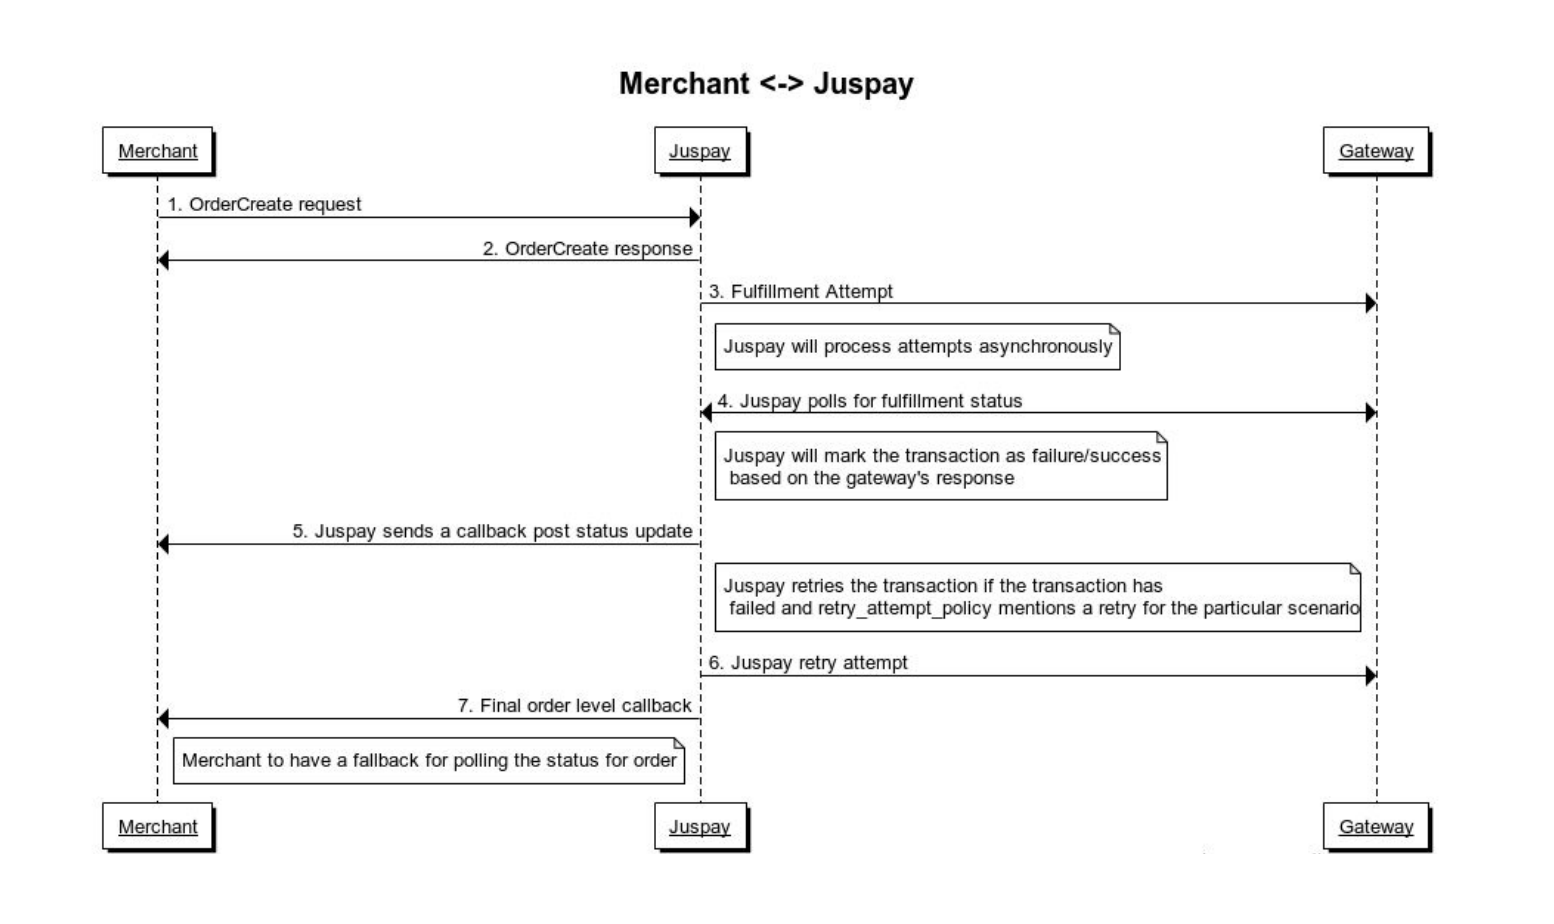 Merchant <-> Juspay
Merchant
Juspay
Gateway
1. OrderCreate request
2. OrderCreate response
3. Fulfillment Attempt
Juspay will process attempts asynchronously
4. Juspay polls for fulfillment status
Juspay will mark the transaction as failure/success
based on the gateway's response
5. Juspay sends a callback post status update
Juspay retries the transaction if the transaction has
failed and retry_attempt_policy mentions a retry for the particular scenario
6. Juspay retry attempt
7. Final order level callback
Merchant to have a fallback for polling the status for order
Merchant
Juspay
Gateway